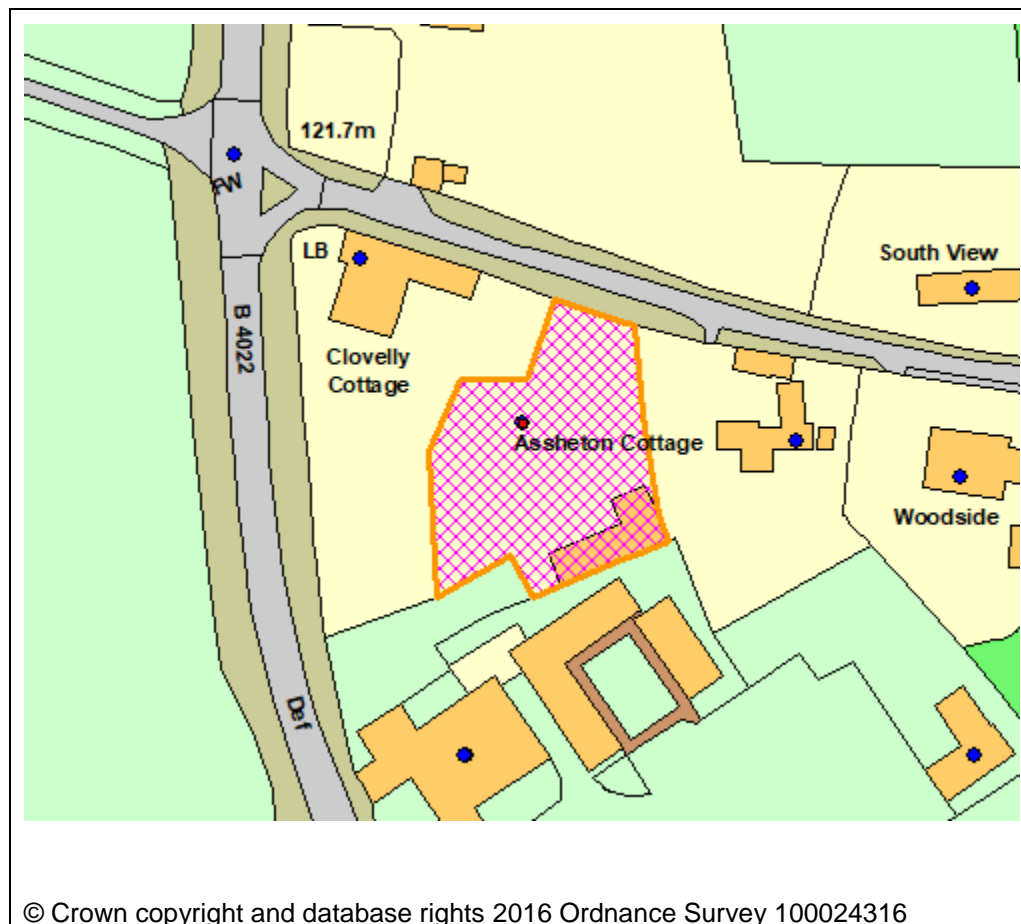 121.7m
PW
LB
South View
B 4022
Clovelly
Cottage
Assheton Cottage
Woodside
Def
© Crown copyright and database rights 2016 Ordnance Survey 100024316